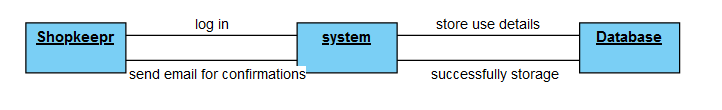 log in
store use details
Shopkeepr
system
Database
send email for confirmations
successfully storage